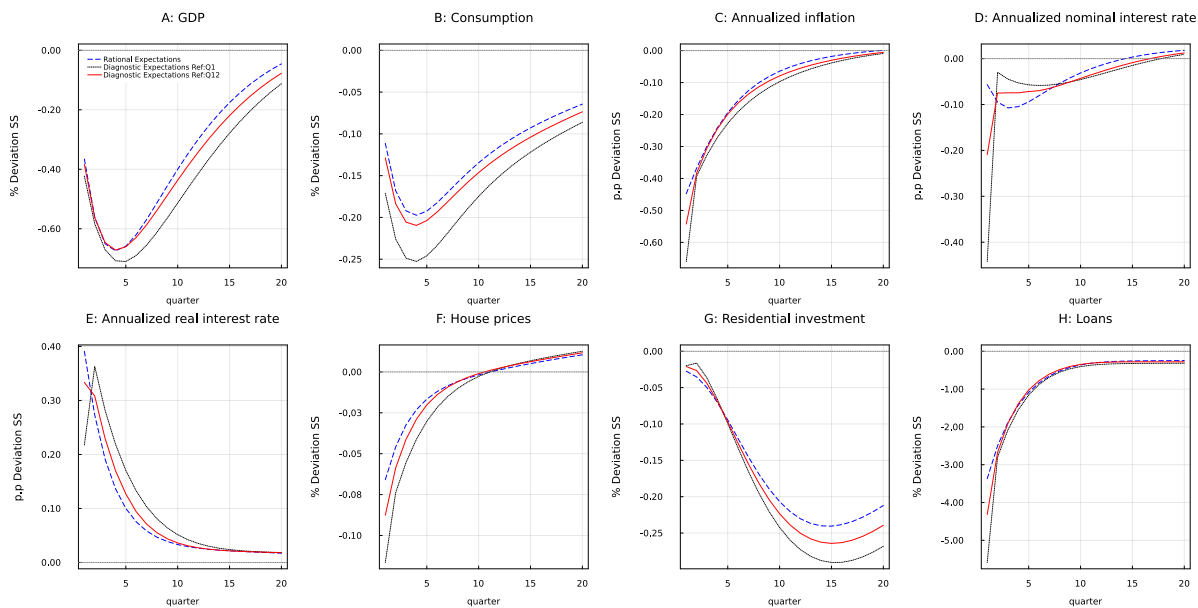 A: GDP
B: Consumption
C: Annualized inflation
D: Annualized nominal interest rate
% Deviation SS
0.00
-0.20
-0.40
-0.60
Rational Expectations
Diagnostic Expectations Ref:Q1
Diagnostic Expectations Ref:Q12
5 10 15 20
quarter
% Deviation SS
0.00
-0.05
-0.10
-0.15
-0.20
-0.25
5 10 15 20
quarter
p.p Deviation SS
0.00
-0.10
-0.20
-0.30
-0.40
-0.50
-0.60
5 10 15 20
quarter
p.p Deviation SS
0.00
-0.10
-0.20
-0.30
-0.40
5 10 15 20
quarter
E: Annualized real interest rate
F: House prices
G: Residential investment
H: Loans
p.p Deviation SS
0.40
0.30
0.20
0.10
0.00
5 10 15 20
quarter
% Deviation SS
0.00
-0.03
-0.05
-0.08
-0.10
5 10 15 20
quarter
% Deviation SS
0.00
-0.05
-0.10
-0.15
-0.20
-0.25
5 10 15 20
quarter
% Deviation SS
0.00
-1.00
-2.00
-3.00
-4.00
-5.00
5 10 15 20
quarter